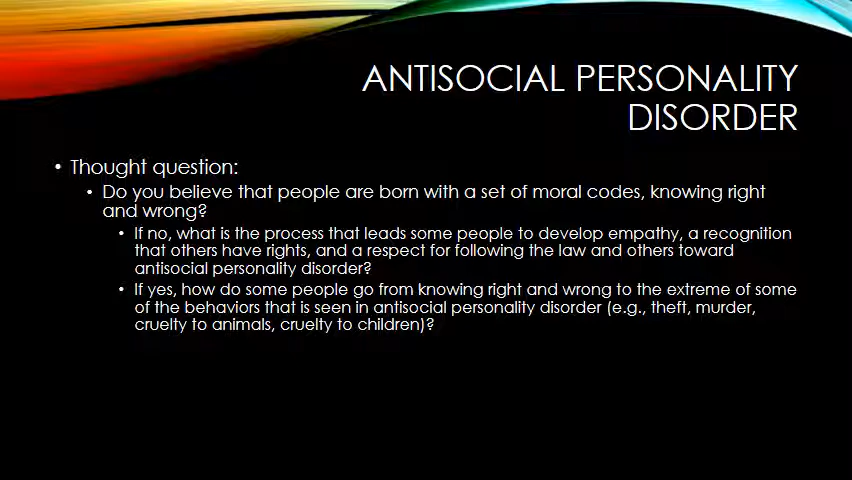 ANTISOCIAL PERSONALITY
DISORDER
• Thought question:
• Do you believe that people are born with a set of moral codes, knowing right
and wrong?
• If no, what is the process that leads some people to develop empathy, a recognition
that others have rights, and a respect for following the law and others toward
antisocial personality disorder?
• If yes, how do some people go from knowing right and wrong to the extreme of some
of the behaviors that is seen in antisocial personality disorder (e.g., theft, murder,
cruelty to animals, cruelty to children)?